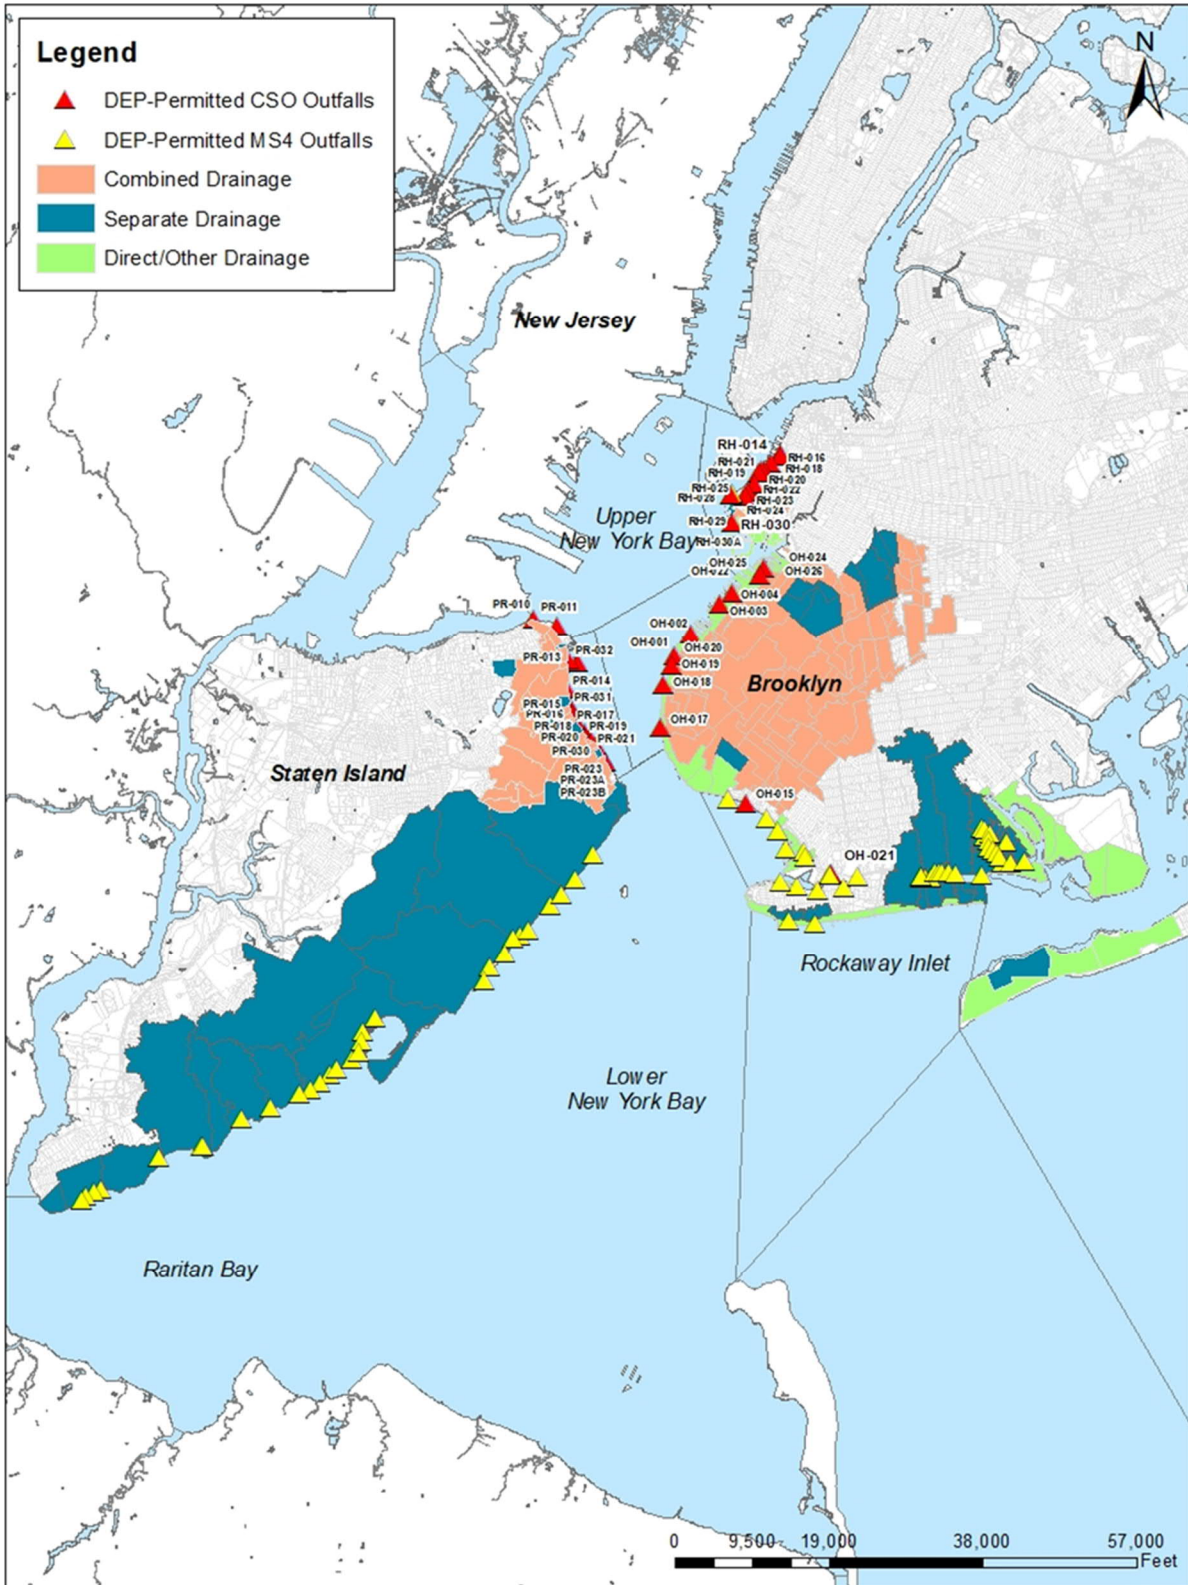 Legend
N
DEP-Permitted CSO Outfalls
DEP-Permitted MS4 Outfalls
Combined Drainage
Separate Drainage
Direct/Other Drainage
New Jersey
RH-014
RH-016
RH-021
RH-018
RH-019
RH-020
RH-025
RH-022
RH-028
RH-023
RH-024
RH-029
RH-030
Upper
New York Bay
RH-030A
OH-024
OH-025
OH-022
OH-026
OH-004
OH-003
PR-010
PR-011
OH-002
OH-001
OH-020
PR-032
PR-013
OH-019
PR-014
OH-018
Brooklyn
PR-031
PR-015
PR-016
PR-017
OH-017
PR-018
PR-019
PR-020
PR-021
PR-030
Staten Island
PR-023
PR-023A
PR-023B
OH-015
OH-021
Rockaway Inlet
Lower
New York Bay
Raritan Bay
0 9,500 19,000 38,000 57,000
Feet